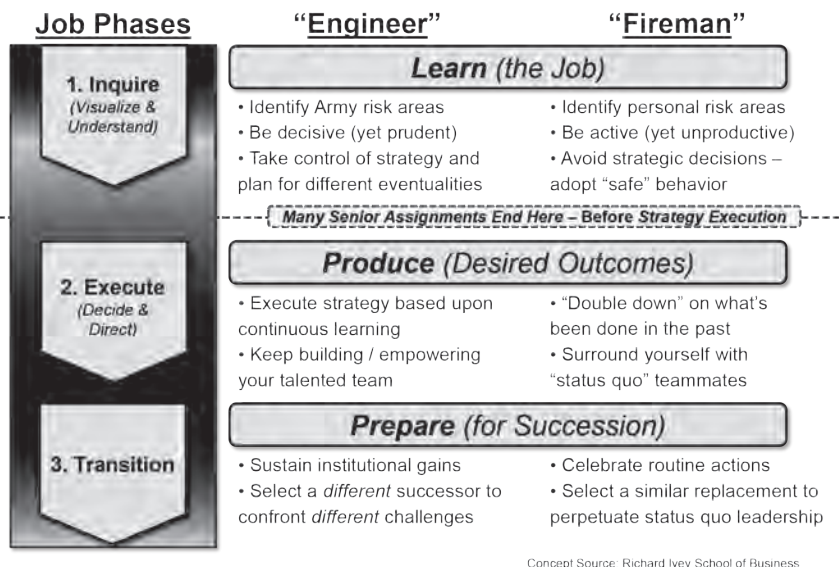 Job Phases
“Engineer”
“Fireman”
1. Inquire
(Visualize &
Understand)
Learn (the Job)
• Identify Army risk areas
• Be decisive (yet prudent)
• Take control of strategy and
plan for different eventualities
• Identify personal risk areas
• Be active (yet unproductive)
• Avoid strategic decisions –
adopt “safe” behavior
Many Senior Assignments End Here – Before Strategy Execution
2. Execute
(Decide &
Direct)
Produce (Desired Outcomes)
• Execute strategy based upon
continuous learning
• Keep building / empowering
your talented team
• “Double down” on what’s
been done in the past
• Surround yourself with
“status quo” teammates
3. Transition
Prepare (for Succession)
• Sustain institutional gains
• Select a different successor to
confront different challenges
• Celebrate routine actions
• Select a similar replacement to
perpetuate status quo leadership
Concept Source: Richard Ivey School of Business